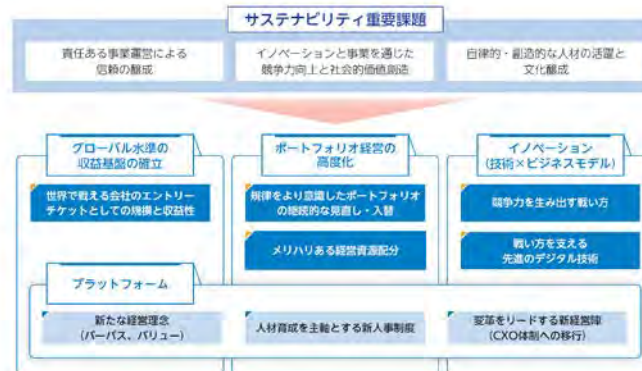 サステナビリティ重要課題
責任ある事業運営による
信頼の醸成
イノベーションと事業を通じた
競争力向上と社会的価値創造
自律的・創造的な人材の活躍と
文化醸成
グローバル水準の
収益基盤の確立
世界で戦える会社のエントリー
チケットとしての規模と収益性
ポートフォリオ経営の
高度化
規律をより意識したポートフォリオ
の継続的な見直し・入替
メリハリある経営資源配分
イノベーション
(技術×ビジネスモデル)
競争力を生み出す戦い方
戦い方を支える
先進のデジタル技術
プラットフォーム
新たな経営理念
(パーパス、バリュー)
人材育成を主軸とする新人事制度
変革をリードする新経営陣
(CXO体制への移行)